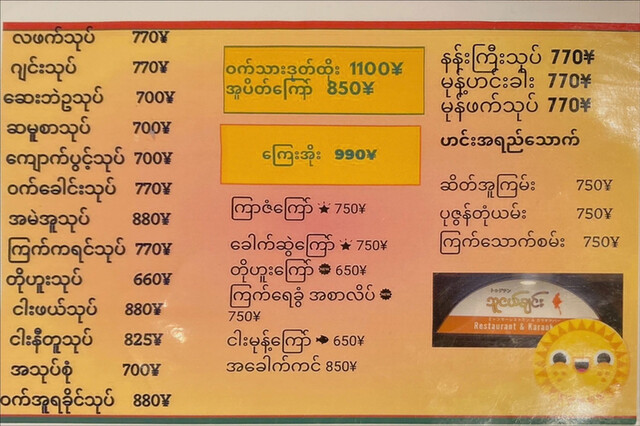 လဖက်သုပ် 770¥
ဂျင်းသုပ် 770¥
ဆေးဘဲဥသုပ် 700¥
ဆမူစာသုပ် 700¥
ကျောက်ပွင့်သုပ် 700¥
ဝက်ခေါင်းသုပ် 770¥
အမဲအူသုပ် 880¥
ကြက်ကရင်သုပ် 770¥
တိုဟူးသုပ် 660¥
ငါးဖယ်သုပ် 880¥
ငါးနီတူသုပ် 825¥
အသုပ်စုံ 700¥
ဝက်အူရခိုင်သုပ် 880¥
ဝက်သားဒုတ်ထိုး 1100¥
အူပိတ်ကြော် 850¥
ကြေးအိုး 990¥
ကြာဇံကြော် 750¥
ခေါက်ဆွဲကြော် 750¥
တိုဟူးကြော် 650¥
ကြက်ရေခွံ အစာလိပ်
750¥
ငါးမုန့်ကြော် 650¥
အခေါက်ကင် 850¥
နန်းကြီးသုပ် 770¥
မုန့်ဟင်းခါး 770¥
မုန့်ဖက်သုပ် 770¥
ဟင်းအရည်သောက်
ဆိတ်အူကြမ်း 750¥
ပုဇွန်တုံယမ်း 750¥
ကြက်သောက်စမ်း 750¥
သူငယ်ချင်း
Restaurant &